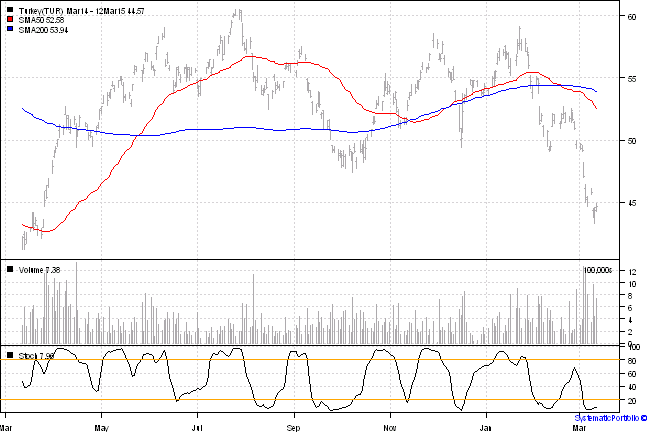 Turkey(TUR) Mar14 - 12Mar15 44.57
SMA50 52.58
SMA200 53.94
60
55
50
45
Volume 7.38
100,000s
12
10
8
6
4
2
0
Stoch 7.96
100
80
60
40
20
Mar May Jul Sep Nov Jan Mar
SystematicPortfolio ©